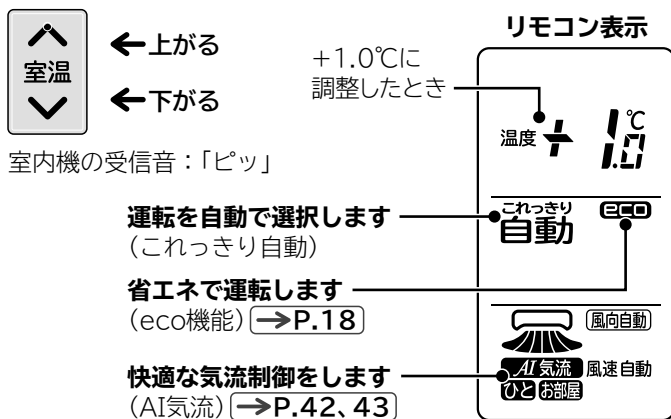 リモコン表示
室温
←上がる
←下がる
+1.0℃に
調整したとき
温度 + 1.0℃
室内機の受信音：「ピッ」
運転を自動で選択します
(これっきり自動)
これっきり
自動
eco
省エネで運転します
(eco機能)→P.18
快適な気流制御をします
(AI気流)→P.42、43
風向自動
AI気流 風速自動
ひと お部屋